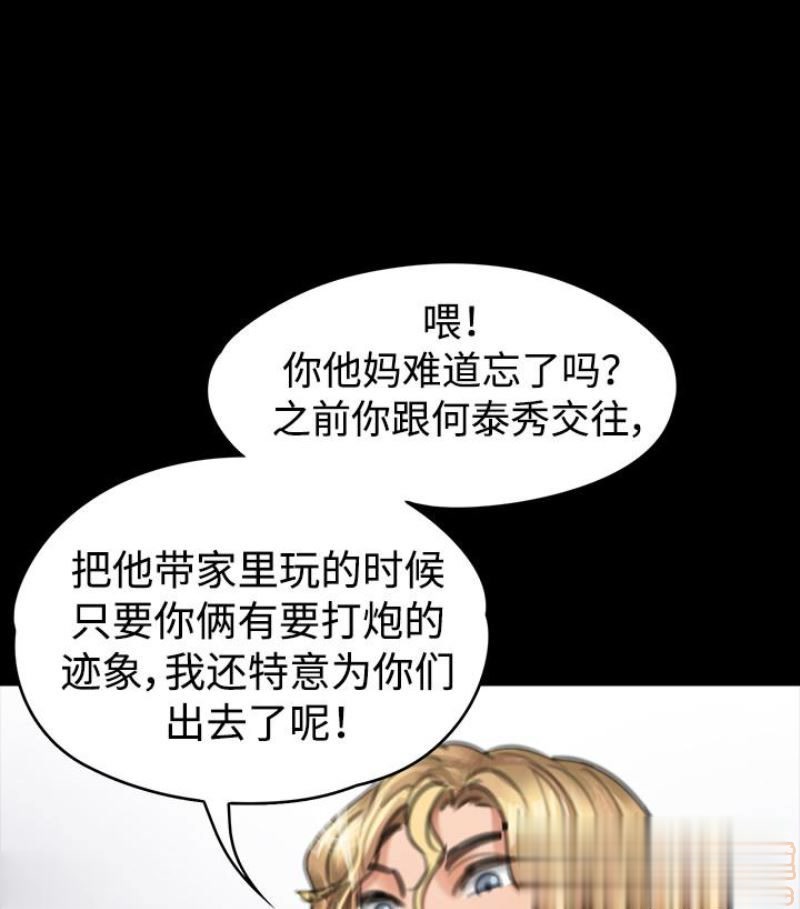 喂！
你他妈难道忘了吗？
之前你跟何泰秀交往，
把他带家里玩的时候
只要你俩有要打炮的
迹象，我还特意为你们
出去了呢！